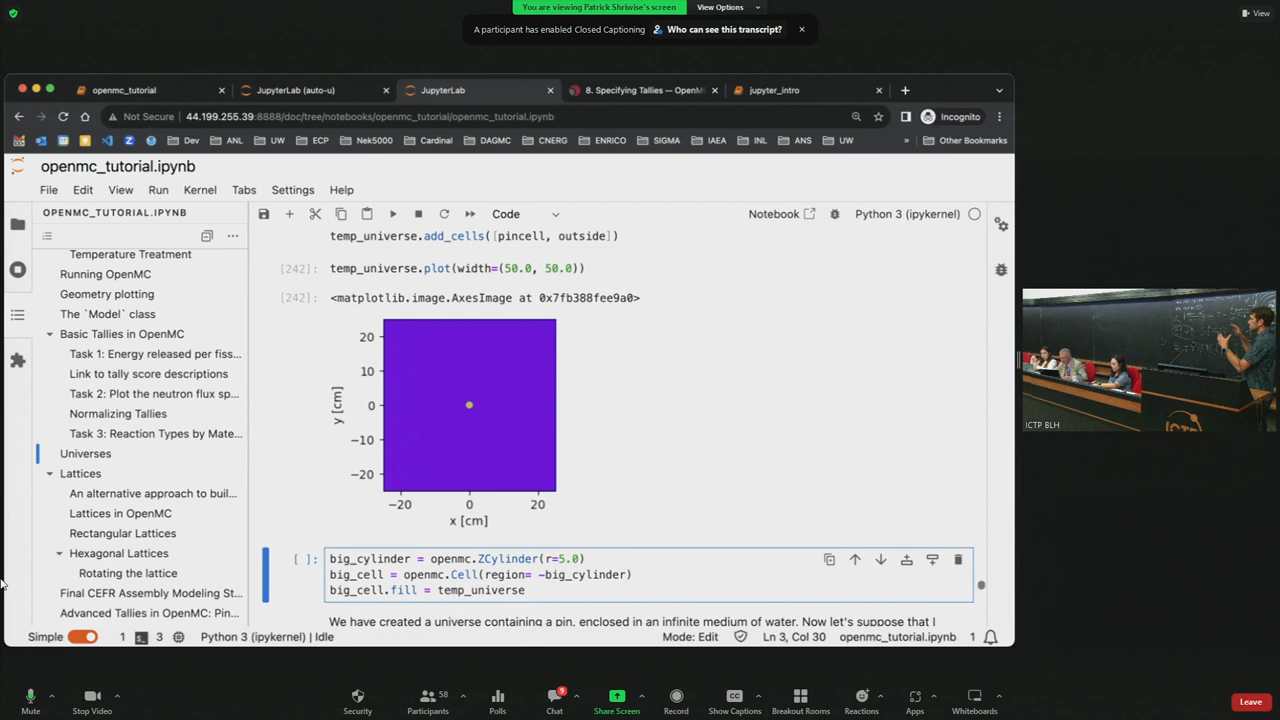 You are viewing Patrick Shriwise's screen
View Options
A participant has enabled Closed Captioning
Who can see this transcript?
View
openmc_tutorial
JupyterLab (auto-u)
JupyterLab
8. Specifying Tallies — OpenM
jupyter_intro
Not Secure
44.199.255.39:8888/doc/tree/notebooks/openmc_tutorial/openmc_tutorial.ipynb
Incognito
Dev
ANL
UW
ECP
Nek5000
Cardinal
DAGMC
CNERG
ENRICO
SIGMA
IAEA
INL
ANS
UW
»
Other Bookmarks
openmc_tutorial.ipynb
File
Edit
View
Run
Kernel
Tabs
Settings
Help
OPENMC_TUTORIAL.IPYNB
Code
Notebook
Python 3 (ipykernel)
Temperature Treatment
Running OpenMC
Geometry plotting
The 'Model' class
Basic Tallies in OpenMC
Task 1: Energy released per fiss...
Link to tally score descriptions
Task 2: Plot the neutron flux sp...
Normalizing Tallies
Task 3: Reaction Types by Mate...
Universes
Lattices
An alternative approach to buil...
Lattices in OpenMC
Rectangular Lattices
Hexagonal Lattices
Rotating the lattice
Final CEFR Assembly Modeling St...
Advanced Tallies in OpenMC: Pin...
temp_universe.add_cells([pincell, outside])
[242]: temp_universe.plot(width=(50.0, 50.0))
[242]: <matplotlib.image.AxesImage at 0x7fb388fee9a0>
20
10
0
−10
−20
y [cm]
−20
0
20
x [cm]
[ ]: big_cylinder = openmc.ZCylinder(r=5.0)
big_cell = openmc.Cell(region= -big_cylinder)
big_cell.fill = temp_universe
We have created a universe containing a pin, enclosed in an infinite medium of water. Now let's suppose that I
Simple
1
3
Python 3 (ipykernel) | Idle
Mode: Edit
Ln 3, Col 30
openmc_tutorial.ipynb
1
ICTP
ICTP BLH
Mute
Stop Video
Security
58
Participants
Polls
9
Chat
Share Screen
Record
Show Captions
Breakout Rooms
Reactions
Apps
Whiteboards
Leave